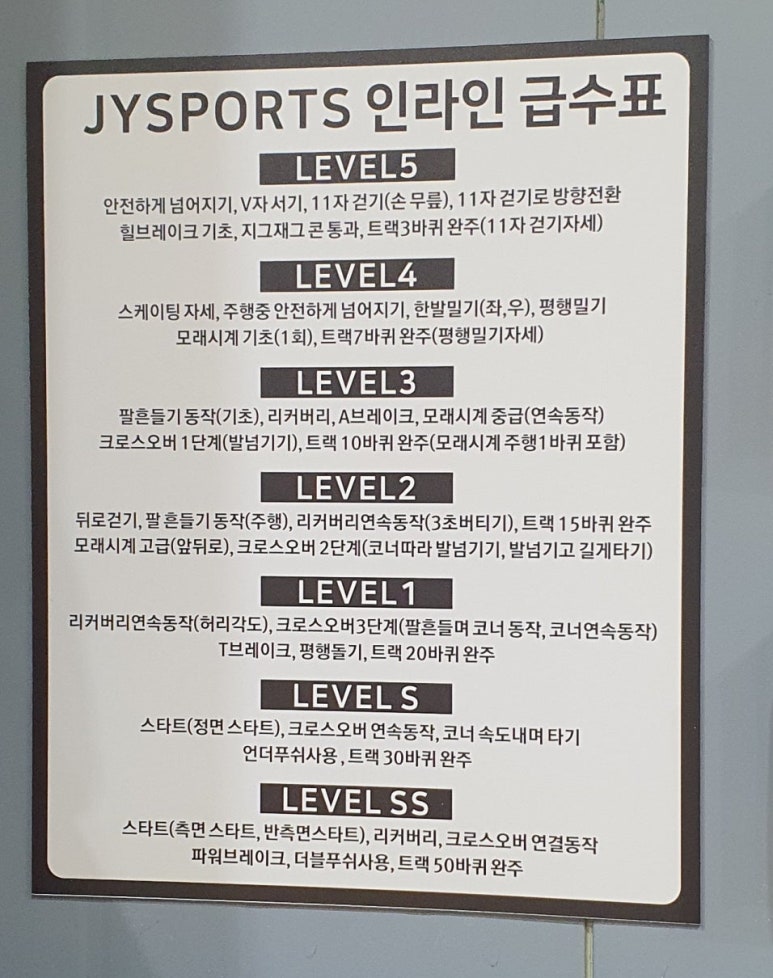 JYSPORTS 인라인 급수표
LEVEL5
안전하게 넘어지기, V자 서기, 11자 걷기(손 무릎), 11자 걷기로 방향전환
힐브레이크 기초, 지그재그 콘 통과, 트랙3바퀴 완주(11자 걷기자세)
LEVEL4
스케이팅 자세, 주행중 안전하게 넘어지기, 한발밀기(좌,우), 평행밀기
모래시계 기초(1회), 트랙7바퀴 완주(평행밀기자세)
LEVEL3
팔흔들기 동작(기초), 리커버리, A브레이크, 모래시계 중급(연속동작)
크로스오버 1단계(발넘기기), 트랙 10바퀴 완주(모래시계 주행1바퀴 포함)
LEVEL2
뒤로걷기, 팔 흔들기 동작(주행), 리커버리연속동작(3초버티기), 트랙 15바퀴 완주
모래시계 고급(앞뒤로), 크로스오버 2단계(코너따라 발넘기기, 발넘기고 길게타기)
LEVEL1
리커버리연속동작(허리각도), 크로스오버3단계(팔흔들며 코너 동작, 코너연속동작)
T브레이크, 평행돌기, 트랙 20바퀴 완주
LEVEL S
스타트(정면 스타트), 크로스오버 연속동작, 코너 속도내며 타기
언더푸쉬사용, 트랙 30바퀴 완주
LEVEL SS
스타트(측면 스타트, 반측면스타트), 리커버리, 크로스오버 연결동작
파워브레이크, 더블푸쉬사용, 트랙 50바퀴 완주